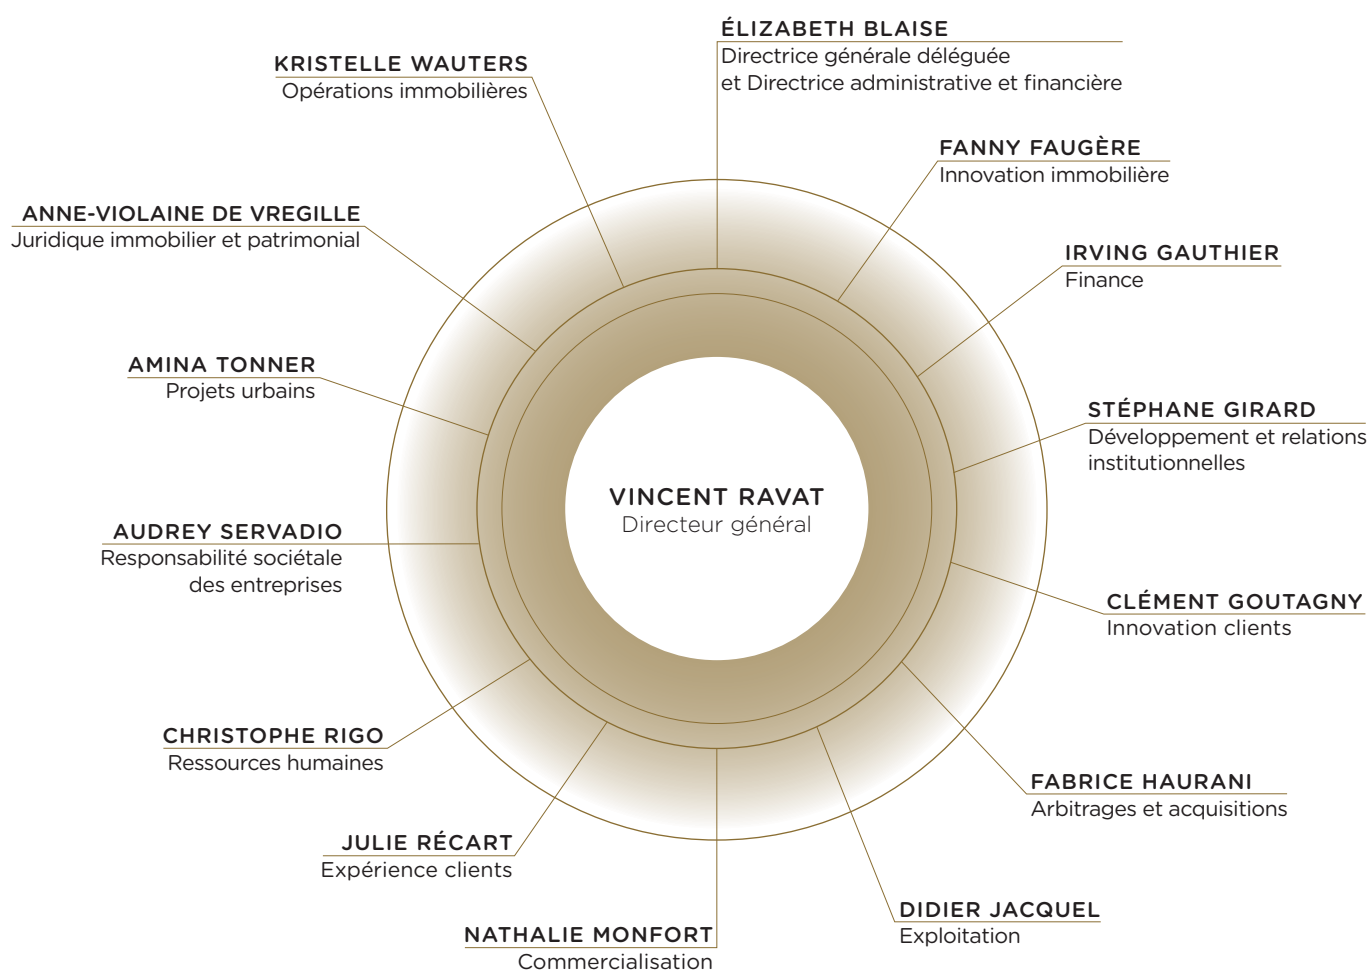 ÉLIZABETH BLAISE
Directrice générale déléguée
et Directrice administrative et financière
KRISTELLE WAUTERS
Opérations immobilières
FANNY FAUGÈRE
Innovation immobilière
ANNE-VIOLAINE DE VREGILLE
Juridique immobilier et patrimonial
IRVING GAUTHIER
Finance
AMINA TONNER
Projets urbains
STÉPHANE GIRARD
Développement et relations
institutionnelles
VINCENT RAVAT
Directeur général
AUDREY SERVADIO
Responsabilité sociétale
des entreprises
CLÉMENT GOUTAGNY
Innovation clients
CHRISTOPHE RIGO
Ressources humaines
FABRICE HAURANI
Arbitrages et acquisitions
JULIE RÉCART
Expérience clients
DIDIER JACQUEL
Exploitation
NATHALIE MONFORT
Commercialisation